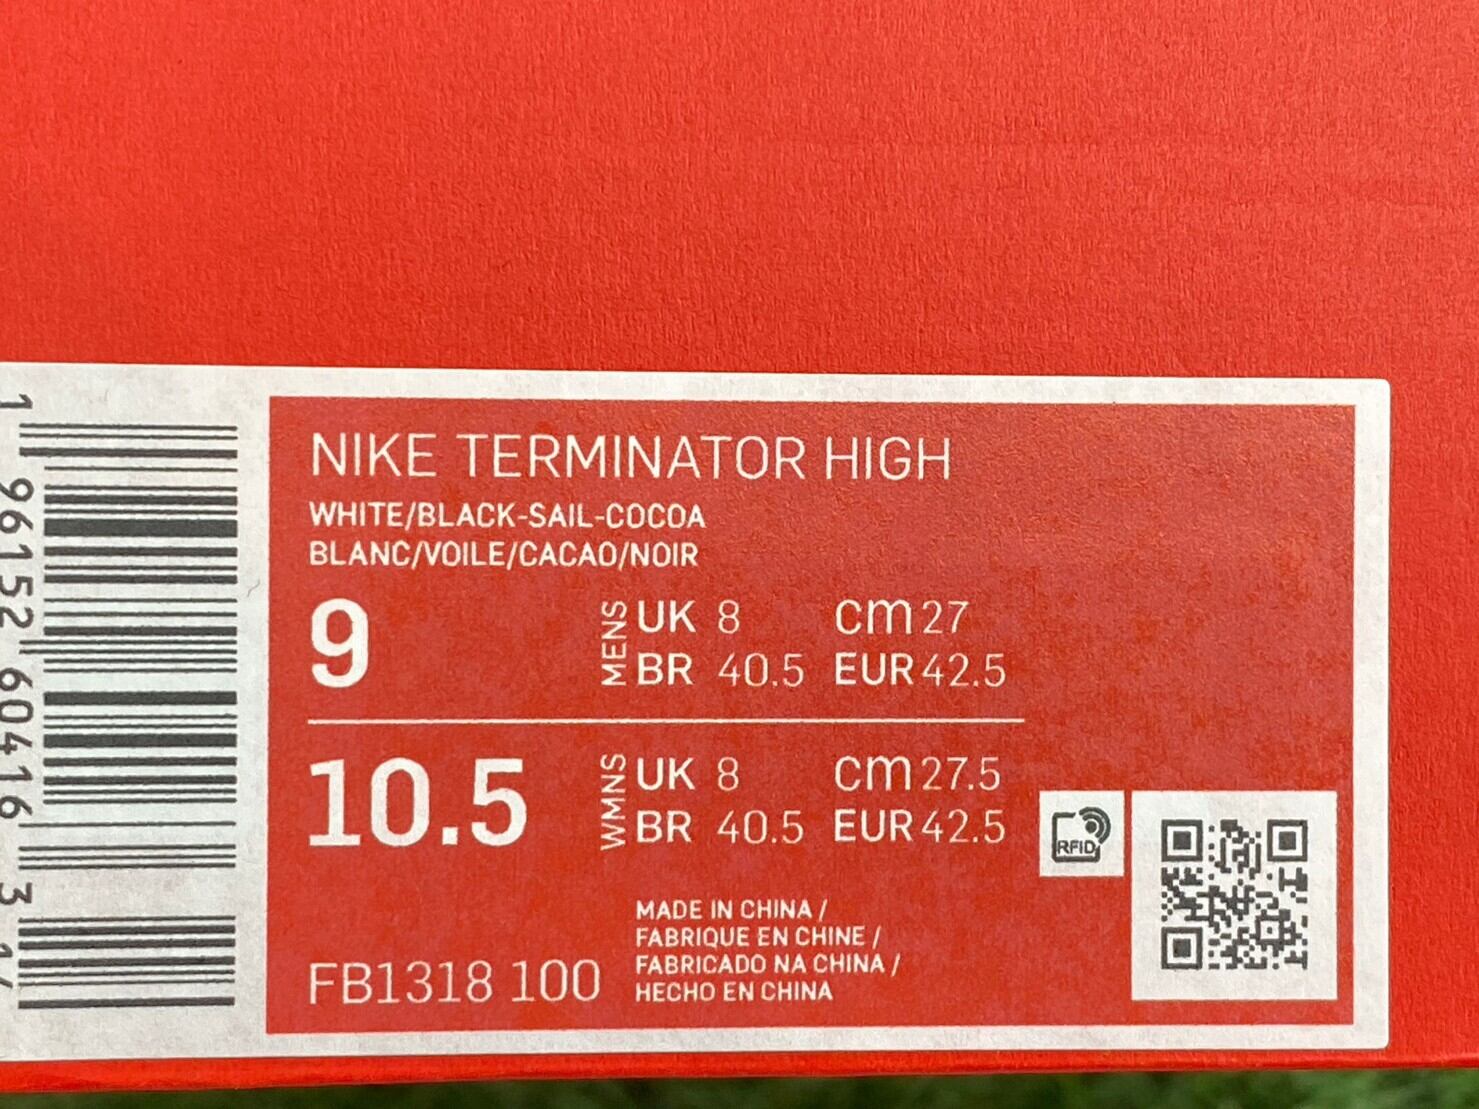 NIKE TERMINATOR HIGH
WHITE/BLACK-SAIL-COCOA
BLANC/VOILE/CACAO/NOIR
9
MENS
UK 8 cm 27
BR 40.5 EUR 42.5
10.5
WMNS
UK 8 cm 27.5
BR 40.5 EUR 42.5
RFID
MADE IN CHINA /
FABRIQUE EN CHINE /
FABRICADO NA CHINA /
HECHO EN CHINA
FB1318 100
1 96152 60416 3